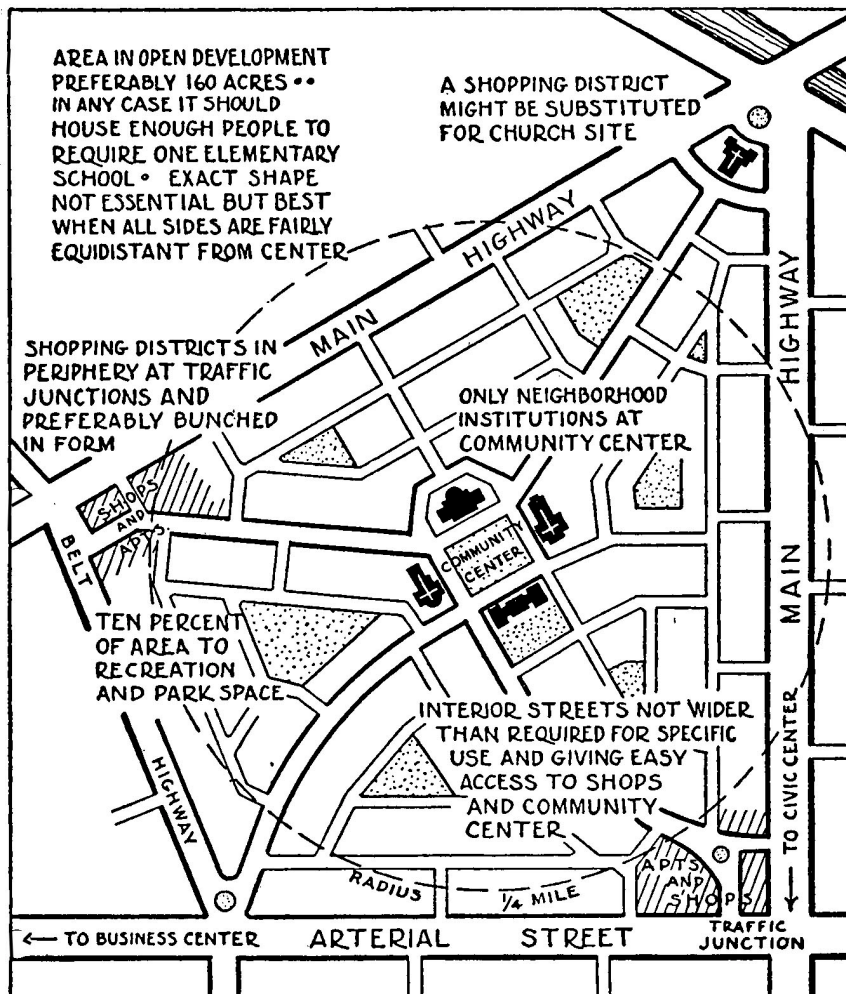 AREA IN OPEN DEVELOPMENT
PREFERABLY 160 ACRES ••
IN ANY CASE IT SHOULD
HOUSE ENOUGH PEOPLE TO
REQUIRE ONE ELEMENTARY
SCHOOL • EXACT SHAPE
NOT ESSENTIAL BUT BEST
WHEN ALL SIDES ARE FAIRLY
EQUIDISTANT FROM CENTER
A SHOPPING DISTRICT
MIGHT BE SUBSTITUTED
FOR CHURCH SITE
MAIN HIGHWAY
SHOPPING DISTRICTS IN
PERIPHERY AT TRAFFIC
JUNCTIONS AND
PREFERABLY BUNCHED
IN FORM
ONLY NEIGHBORHOOD
INSTITUTIONS AT
COMMUNITY CENTER
SHOPS
AND
APTS.
BELT
HIGHWAY
COMMUNITY
CENTER
MAIN HIGHWAY
TEN PERCENT
OF AREA TO
RECREATION
AND PARK SPACE
INTERIOR STREETS NOT WIDER
THAN REQUIRED FOR SPECIFIC
USE AND GIVING EASY
ACCESS TO SHOPS
AND COMMUNITY
CENTER
TO CIVIC CENTER
APTS
AND
SHOPS
RADIUS 1/4 MILE
← TO BUSINESS CENTER
ARTERIAL STREET
TRAFFIC
JUNCTION